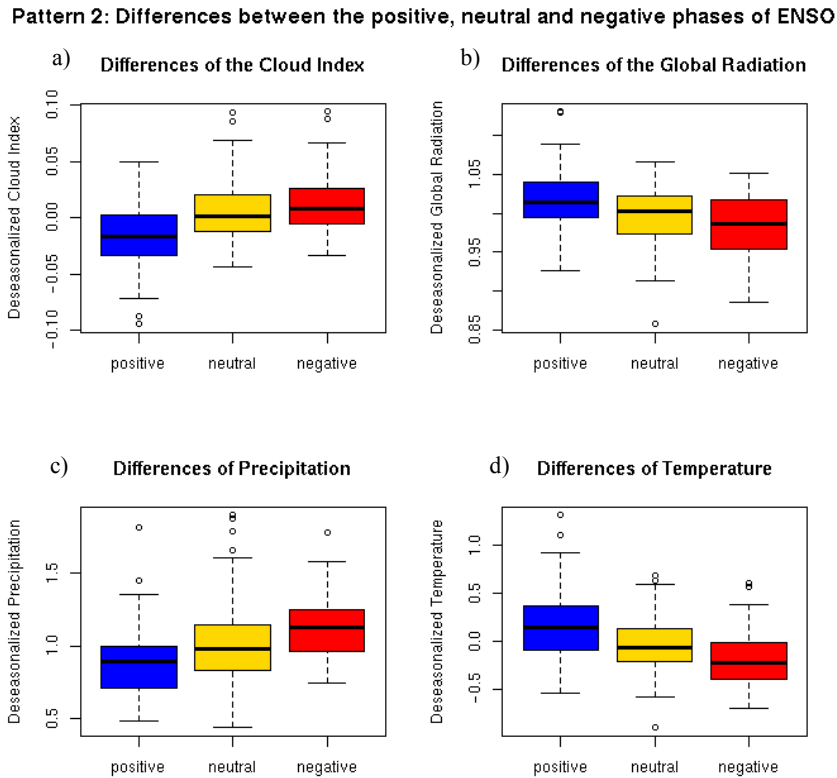 Pattern 2: Differences between the positive, neutral and negative phases of ENSO
a) Differences of the Cloud Index
Deseasonalized Cloud Index
0.10
0.05
0.00
−0.05
−0.10
positive neutral negative
b) Differences of the Global Radiation
Deseasonalized Global Radiation
1.05
0.95
0.85
positive neutral negative
c) Differences of Precipitation
Deseasonalized Precipitation
1.5
1.0
0.5
positive neutral negative
d) Differences of Temperature
Deseasonalized Temperature
1.0
0.5
0.0
−0.5
positive neutral negative